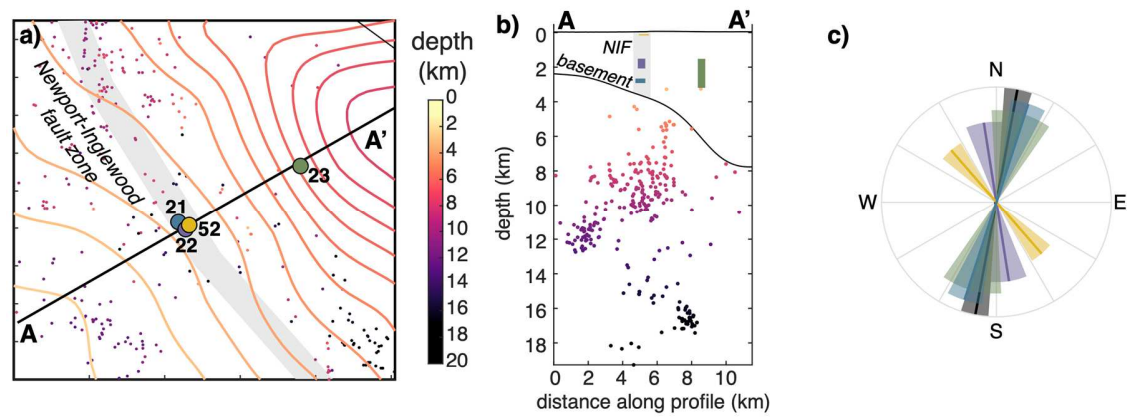 a)
Newport-Inglewood
fault zone
21
22
52
23
A
A'
depth
(km)
0
2
4
6
8
10
12
14
16
18
20
b)
A
A'
NIF
basement
depth (km)
0
2
4
6
8
10
12
14
16
18
0
2
4
6
8
10
distance along profile (km)
c)
N
W
E
S